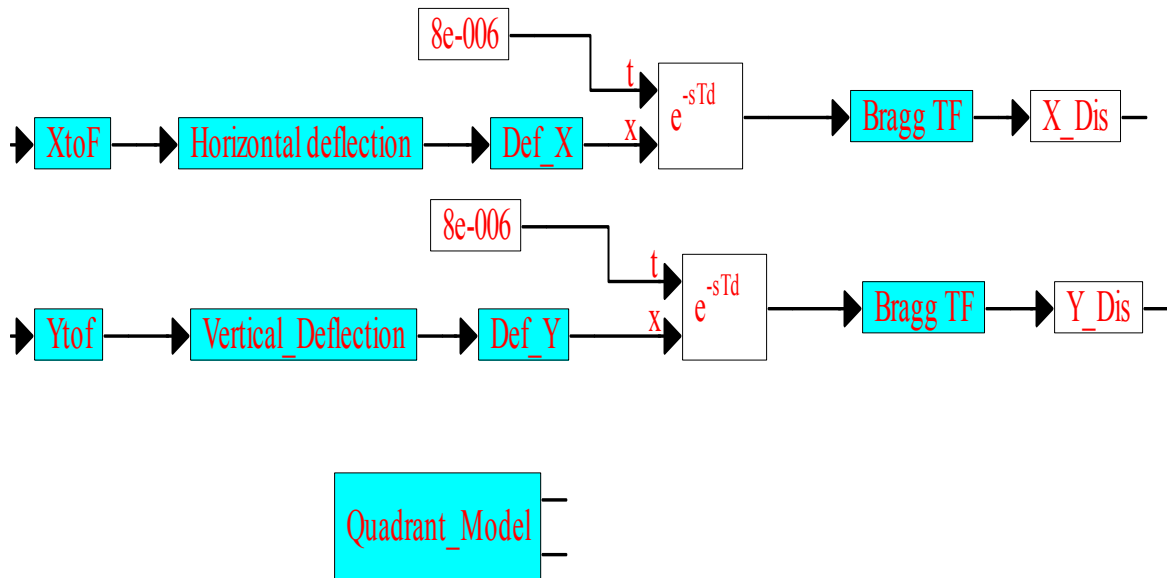 8e-006
t
x
e-sTd
XtoF
Horizontal deflection
Def_X
Bragg TF
X_Dis
8e-006
t
x
e-sTd
Ytof
Vertical_Deflection
Def_Y
Bragg TF
Y_Dis
Quadrant_Model